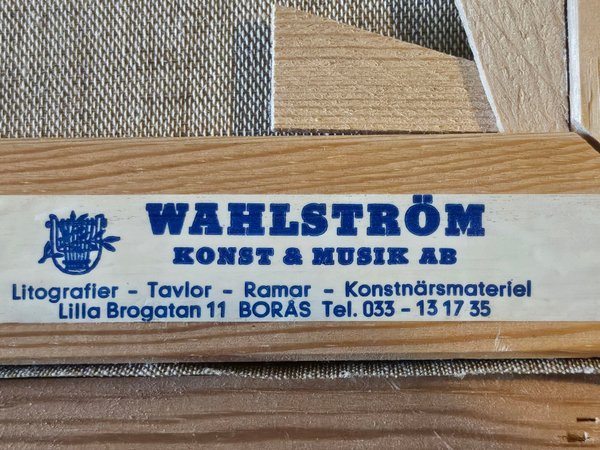 WAHLSTRÖM
KONST & MUSIK AB
Litografier - Tavlor - Ramar - Konstnärsmateriel
Lilla Brogatan 11 BORÅS Tel. 033 - 13 17 35